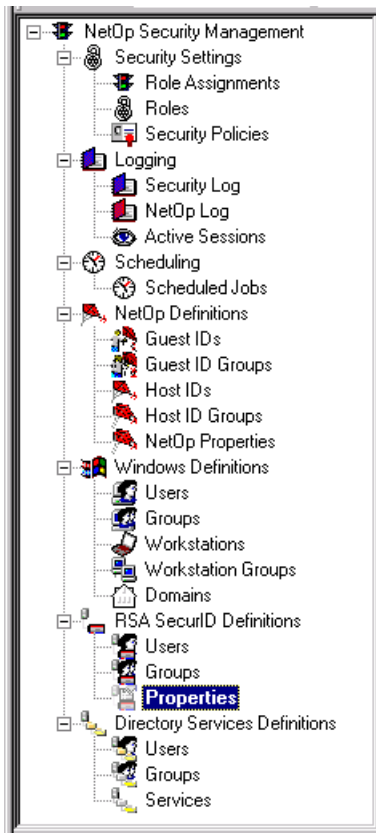 NetOp Security Management
Security Settings
Role Assignments
Roles
Security Policies
Logging
Security Log
NetOp Log
Active Sessions
Scheduling
Scheduled Jobs
NetOp Definitions
Guest IDs
Guest ID Groups
Host IDs
Host ID Groups
NetOp Properties
Windows Definitions
Users
Groups
Workstations
Workstation Groups
Domains
RSA SecurID Definitions
Users
Groups
Properties
Directory Services Definitions
Users
Groups
Services